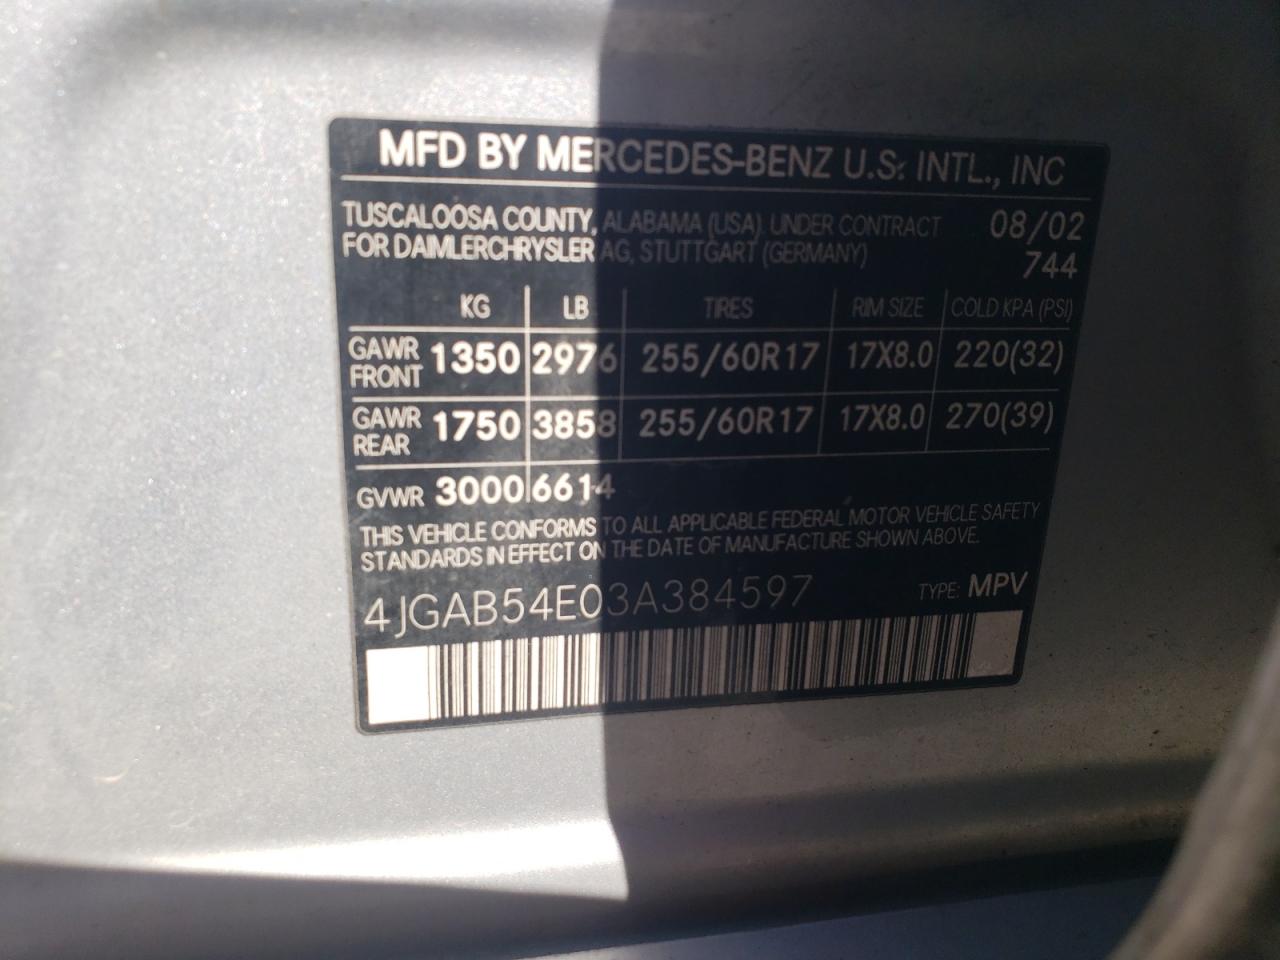 MFD BY MERCEDES-BENZ U.S. INTL., INC
TUSCALOOSA COUNTY, ALABAMA (USA) UNDER CONTRACT 08/02
FOR DAIMLERCHRYSLER AG, STUTTGART (GERMANY) 744
KG LB TIRES RIM SIZE COLD KPA (PSI)
GAWR FRONT 1350 2976 255/60R17 17X8.0 220(32)
GAWR REAR 1750 3858 255/60R17 17X8.0 270(39)
GVWR 3000 6614
THIS VEHICLE CONFORMS TO ALL APPLICABLE FEDERAL MOTOR VEHICLE SAFETY
STANDARDS IN EFFECT ON THE DATE OF MANUFACTURE SHOWN ABOVE.
4JGAB54E03A384597 TYPE: MPV